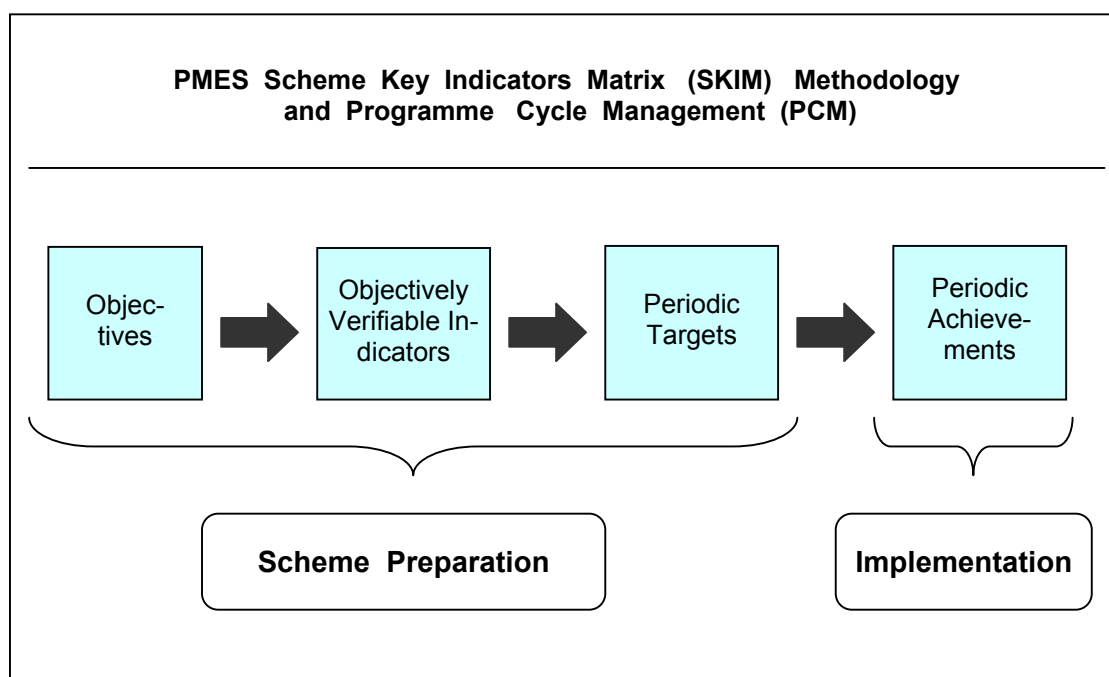 PMES Scheme Key Indicators Matrix (SKIM) Methodology
and Programme Cycle Management (PCM)
Objec-
tives
Objectively
Verifiable In-
dicators
Periodic
Targets
Periodic
Achieve-
ments
Scheme Preparation
Implementation